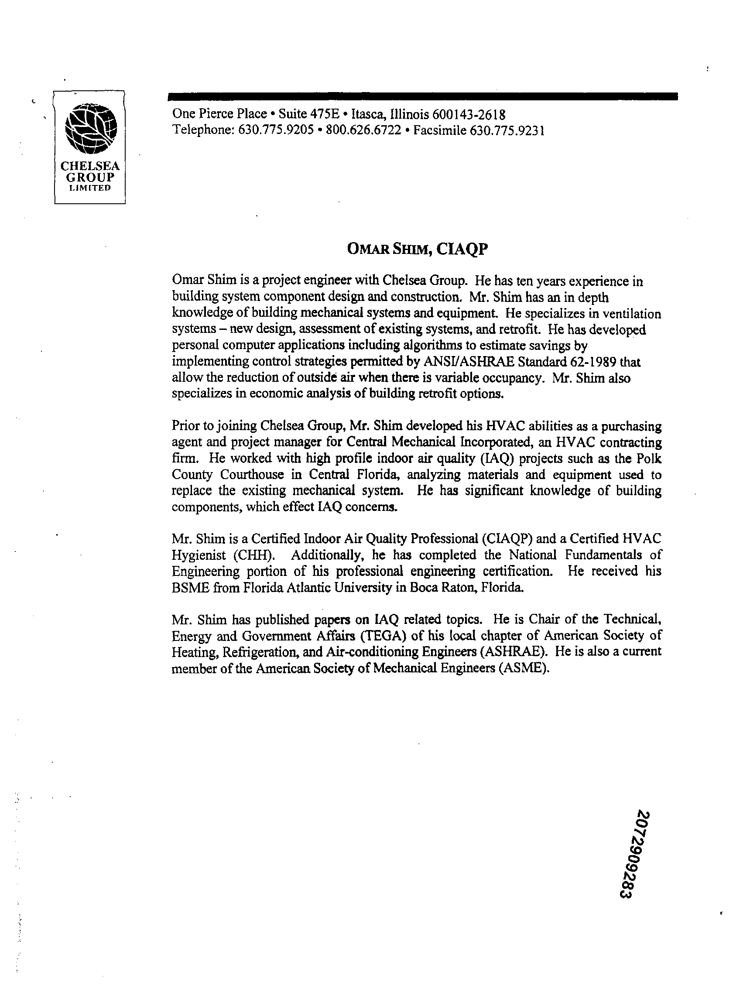 One Pierce Place • Suite 475E • Itasca, Illinois 600143-2618
Telephone: 630.775.9205 • 800.626.6722 • Facsimile 630.775.9231
CHELSEA
GROUP
LIMITED
OMAR SHIM, CIAQP
Omar Shim is a project engineer with Chelsea Group. He has ten years experience in
building system component design and construction. Mr. Shim has an in depth
knowledge of building mechanical systems and equipment. He specializes in ventilation
systems – new design, assessment of existing systems, and retrofit. He has developed
personal computer applications including algorithms to estimate savings by
implementing control strategies permitted by ANSI/ASHRAE Standard 62-1989 that
allow the reduction of outside air when there is variable occupancy. Mr. Shim also
specializes in economic analysis of building retrofit options.
Prior to joining Chelsea Group, Mr. Shim developed his HVAC abilities as a purchasing
agent and project manager for Central Mechanical Incorporated, an HVAC contracting
firm. He worked with high profile indoor air quality (IAQ) projects such as the Polk
County Courthouse in Central Florida, analyzing materials and equipment used to
replace the existing mechanical system. He has significant knowledge of building
components, which effect IAQ concerns.
Mr. Shim is a Certified Indoor Air Quality Professional (CIAQP) and a Certified HVAC
Hygienist (CHH). Additionally, he has completed the National Fundamentals of
Engineering portion of his professional engineering certification. He received his
BSME from Florida Atlantic University in Boca Raton, Florida.
Mr. Shim has published papers on IAQ related topics. He is Chair of the Technical,
Energy and Government Affairs (TEGA) of his local chapter of American Society of
Heating, Refrigeration, and Air-conditioning Engineers (ASHRAE). He is also a current
member of the American Society of Mechanical Engineers (ASME).
2072909283